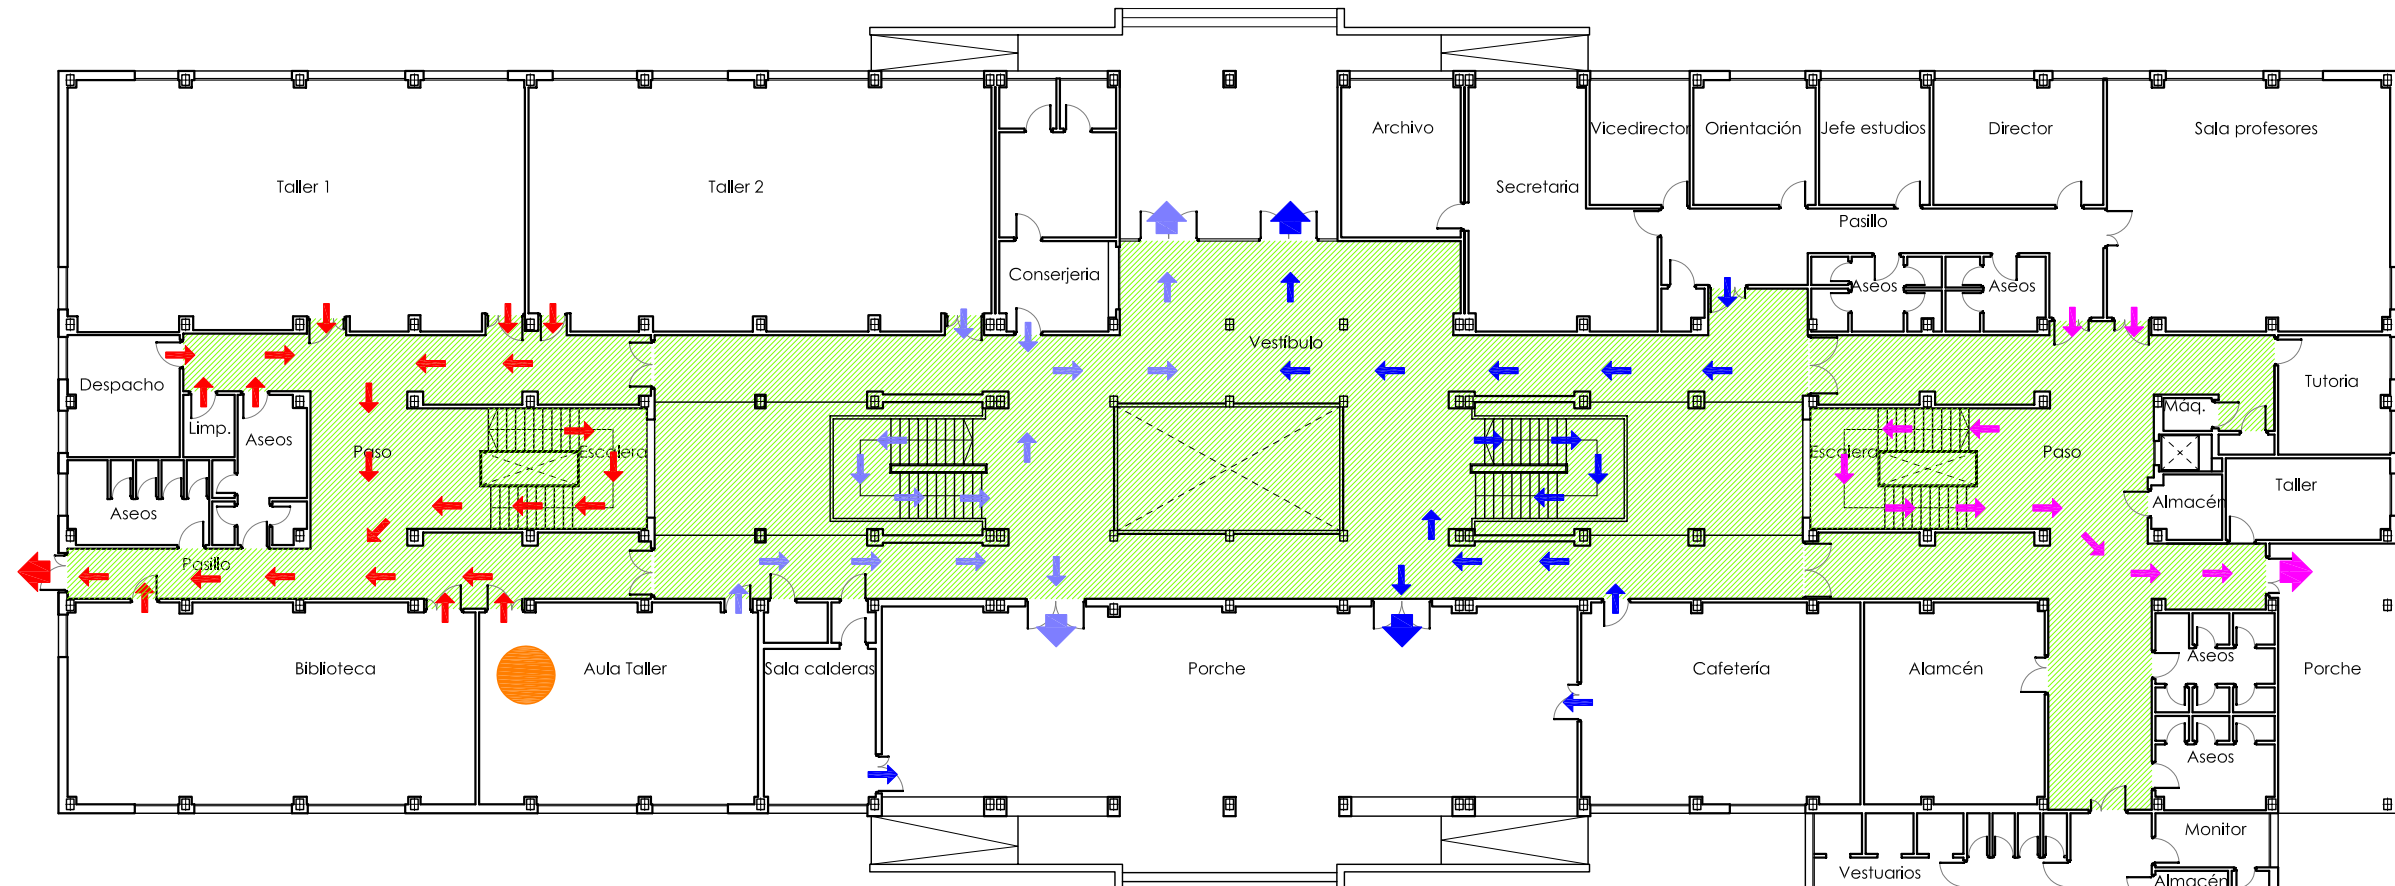 Archivo
Vicedirector
Orientación
Jefe estudios
Director
Sala profesores
Taller 1
Taller 2
Secretaria
Pasillo
Conserjeria
Aseos
Aseos
Vestíbulo
Despacho
Tutoria
Máq.
Limp.
Aseos
Paso
Escalera
Escalera
Paso
Taller
Almacén
Aseos
Pasillo
Aseos
Biblioteca
Aula Taller
Sala calderas
Porche
Cafetería
Alamcén
Porche
Aseos
Monitor
Vestuarios
Almacén